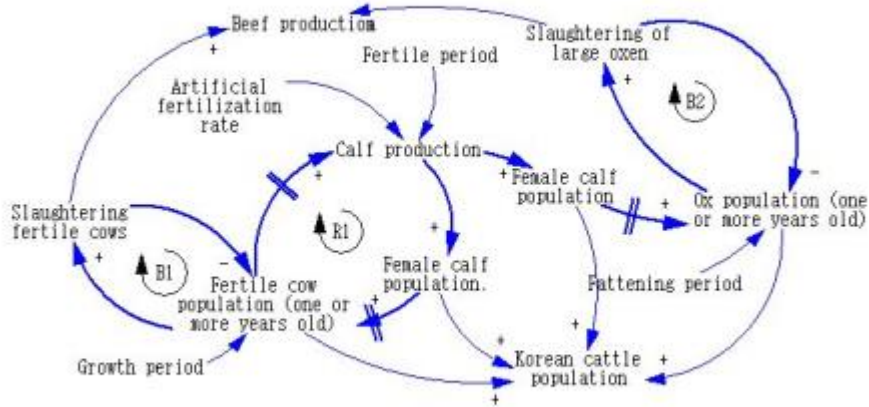 Beef production
Slaughtering of
large oxen
+
+
Fertile period
Artificial
fertilization
rate
B2
Calf production
+
+
Female calf
population
-
+
Ox population (one
or more years old)
Slaughtering
fertile cows
R1
+
+
B1
-
Fertile cow
population (one or
more years old)
Female calf
population.
+
Fattening period
Growth period
+
+
Korean cattle
population
+
+